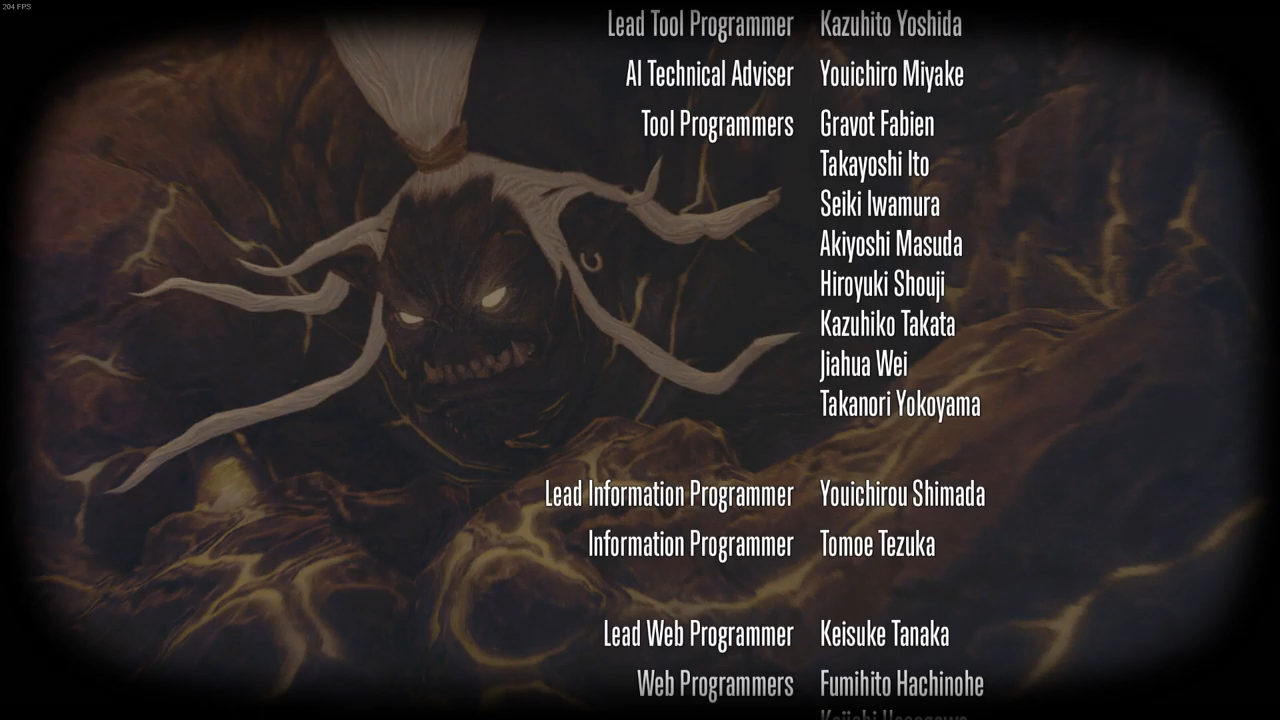 204 FPS
Lead Tool Programmer Kazuhito Yoshida
AI Technical Adviser Youichiro Miyake
Tool Programmers Gravot Fabien
Takayoshi Ito
Seiki Iwamura
Akiyoshi Masuda
Hiroyuki Shouji
Kazuhiko Takata
Jiahua Wei
Takanori Yokoyama
Lead Information Programmer Youichirou Shimada
Information Programmer Tomoe Tezuka
Lead Web Programmer Keisuke Tanaka
Web Programmers Fumihito Hachinohe